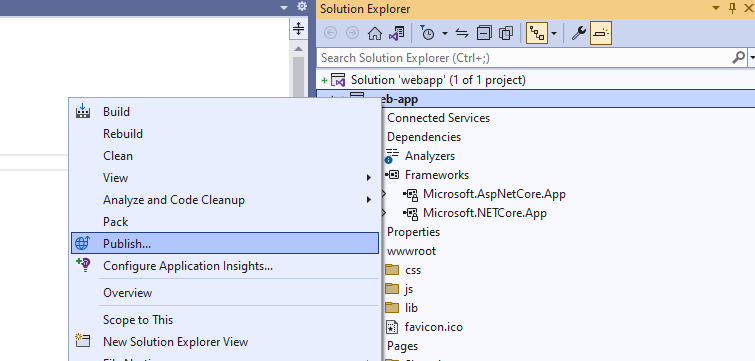 Solution Explorer
Search Solution Explorer (Ctrl+;)
Solution 'webapp' (1 of 1 project)
eb-app
Connected Services
Dependencies
Analyzers
Frameworks
Microsoft.AspNetCore.App
Microsoft.NETCore.App
Properties
wwwroot
css
js
lib
favicon.ico
Pages
Build
Rebuild
Clean
View
Analyze and Code Cleanup
Pack
Publish...
Configure Application Insights...
Overview
Scope to This
New Solution Explorer View